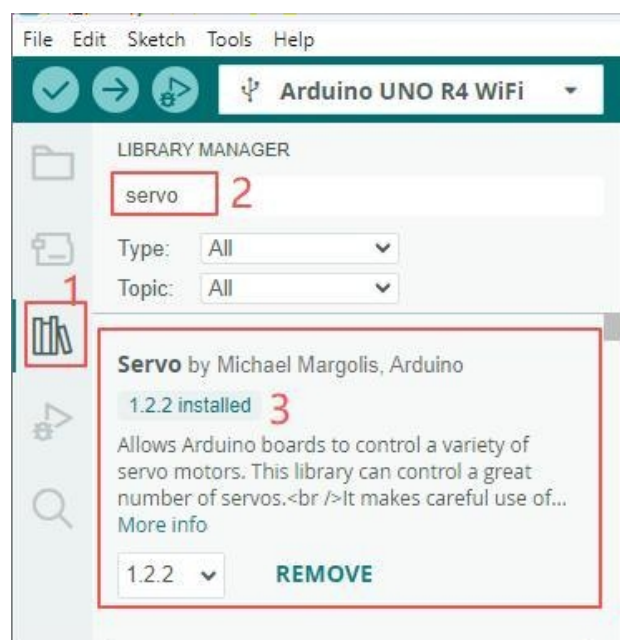 File Edit Sketch Tools Help
Arduino UNO R4 WiFi
LIBRARY MANAGER
servo 2
Type: All
1 Topic: All
Servo by Michael Margolis, Arduino
1.2.2 installed 3
Allows Arduino boards to control a variety of
servo motors. This library can control a great
number of servos.<br />It makes careful use of...
More info
1.2.2 REMOVE